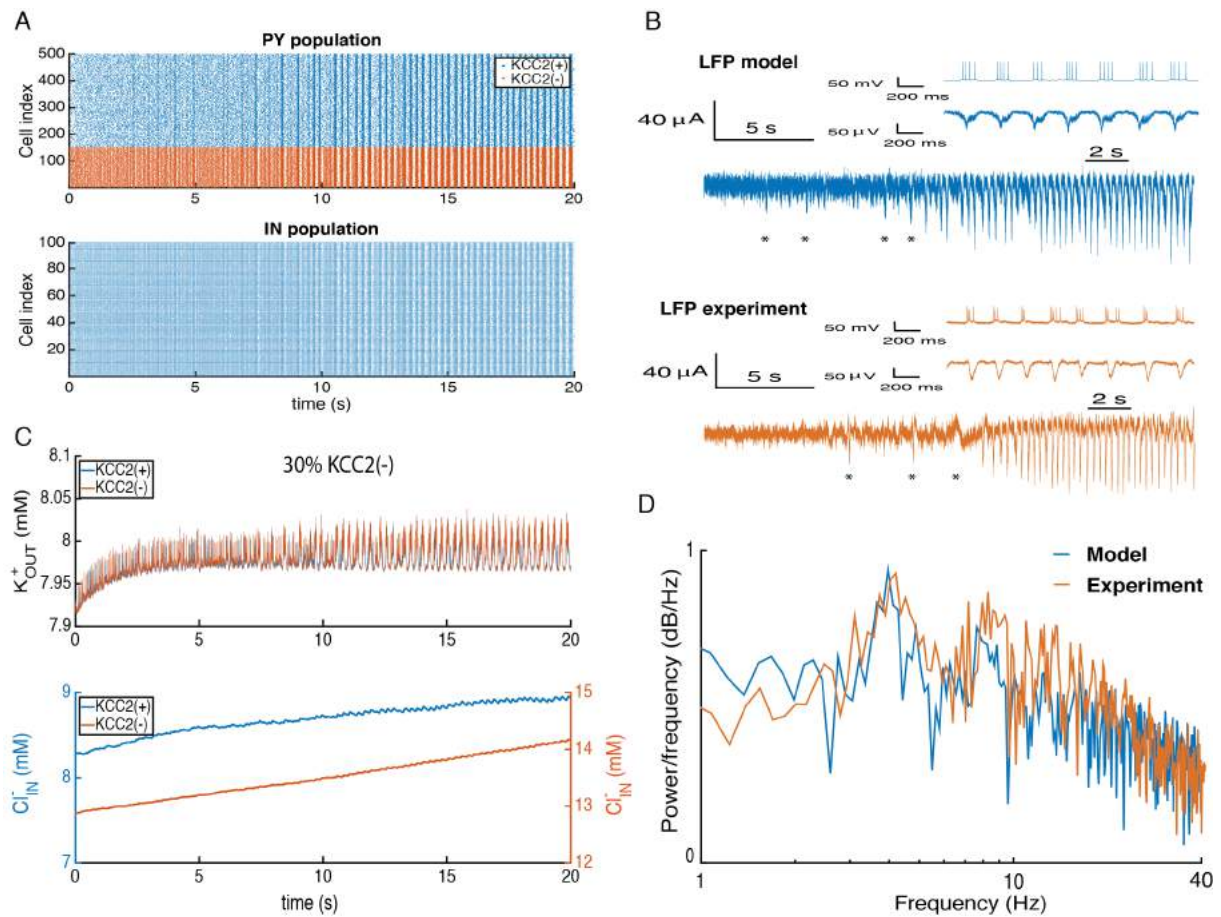 A
PY population
500
400
300
200
100
Cell index
KCC2(+)
KCC2(-)
0
5
10
15
20
IN population
100
80
60
40
20
Cell index
0
5
10
15
20
time (s)
B
LFP model
50 mV
200 ms
40 µA
5 s
50 µV
200 ms
2 s
* * * *
LFP experiment
50 mV
200 ms
40 µA
5 s
50 µV
200 ms
2 s
* * *
C
30% KCC2(-)
KCC2(+)
KCC2(-)
8.1
8.05
8
7.95
7.9
K+OUT (mM)
0
5
10
15
20
KCC2(+)
KCC2(-)
9
8
7
Cl-IN (mM)
15
14
13
12
Cl-IN (mM)
0
5
10
15
20
time (s)
D
Model
Experiment
1
0
Power/frequency (dB/Hz)
1
10
40
Frequency (Hz)